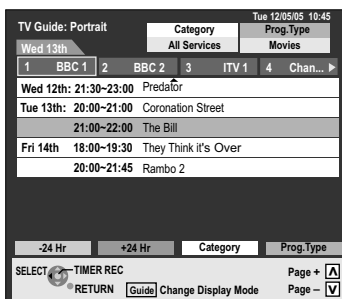 Tue 12/05/05 10:45
TV Guide: Portrait Category Prog.Type
Wed 13th All Services Movies
1 BBC 1 2 BBC 2 3 ITV 1 4 Chan...
Wed 12th: 21:30~23:00 Predator
Tue 13th: 20:00~21:00 Coronation Street
21:00~22:00 The Bill
Fri 14th 18:00~19:30 They Think it's Over
20:00~21:45 Rambo 2
-24 Hr +24 Hr Category Prog.Type
SELECT TIMER REC Page + Λ
RETURN Guide Change Display Mode Page – V